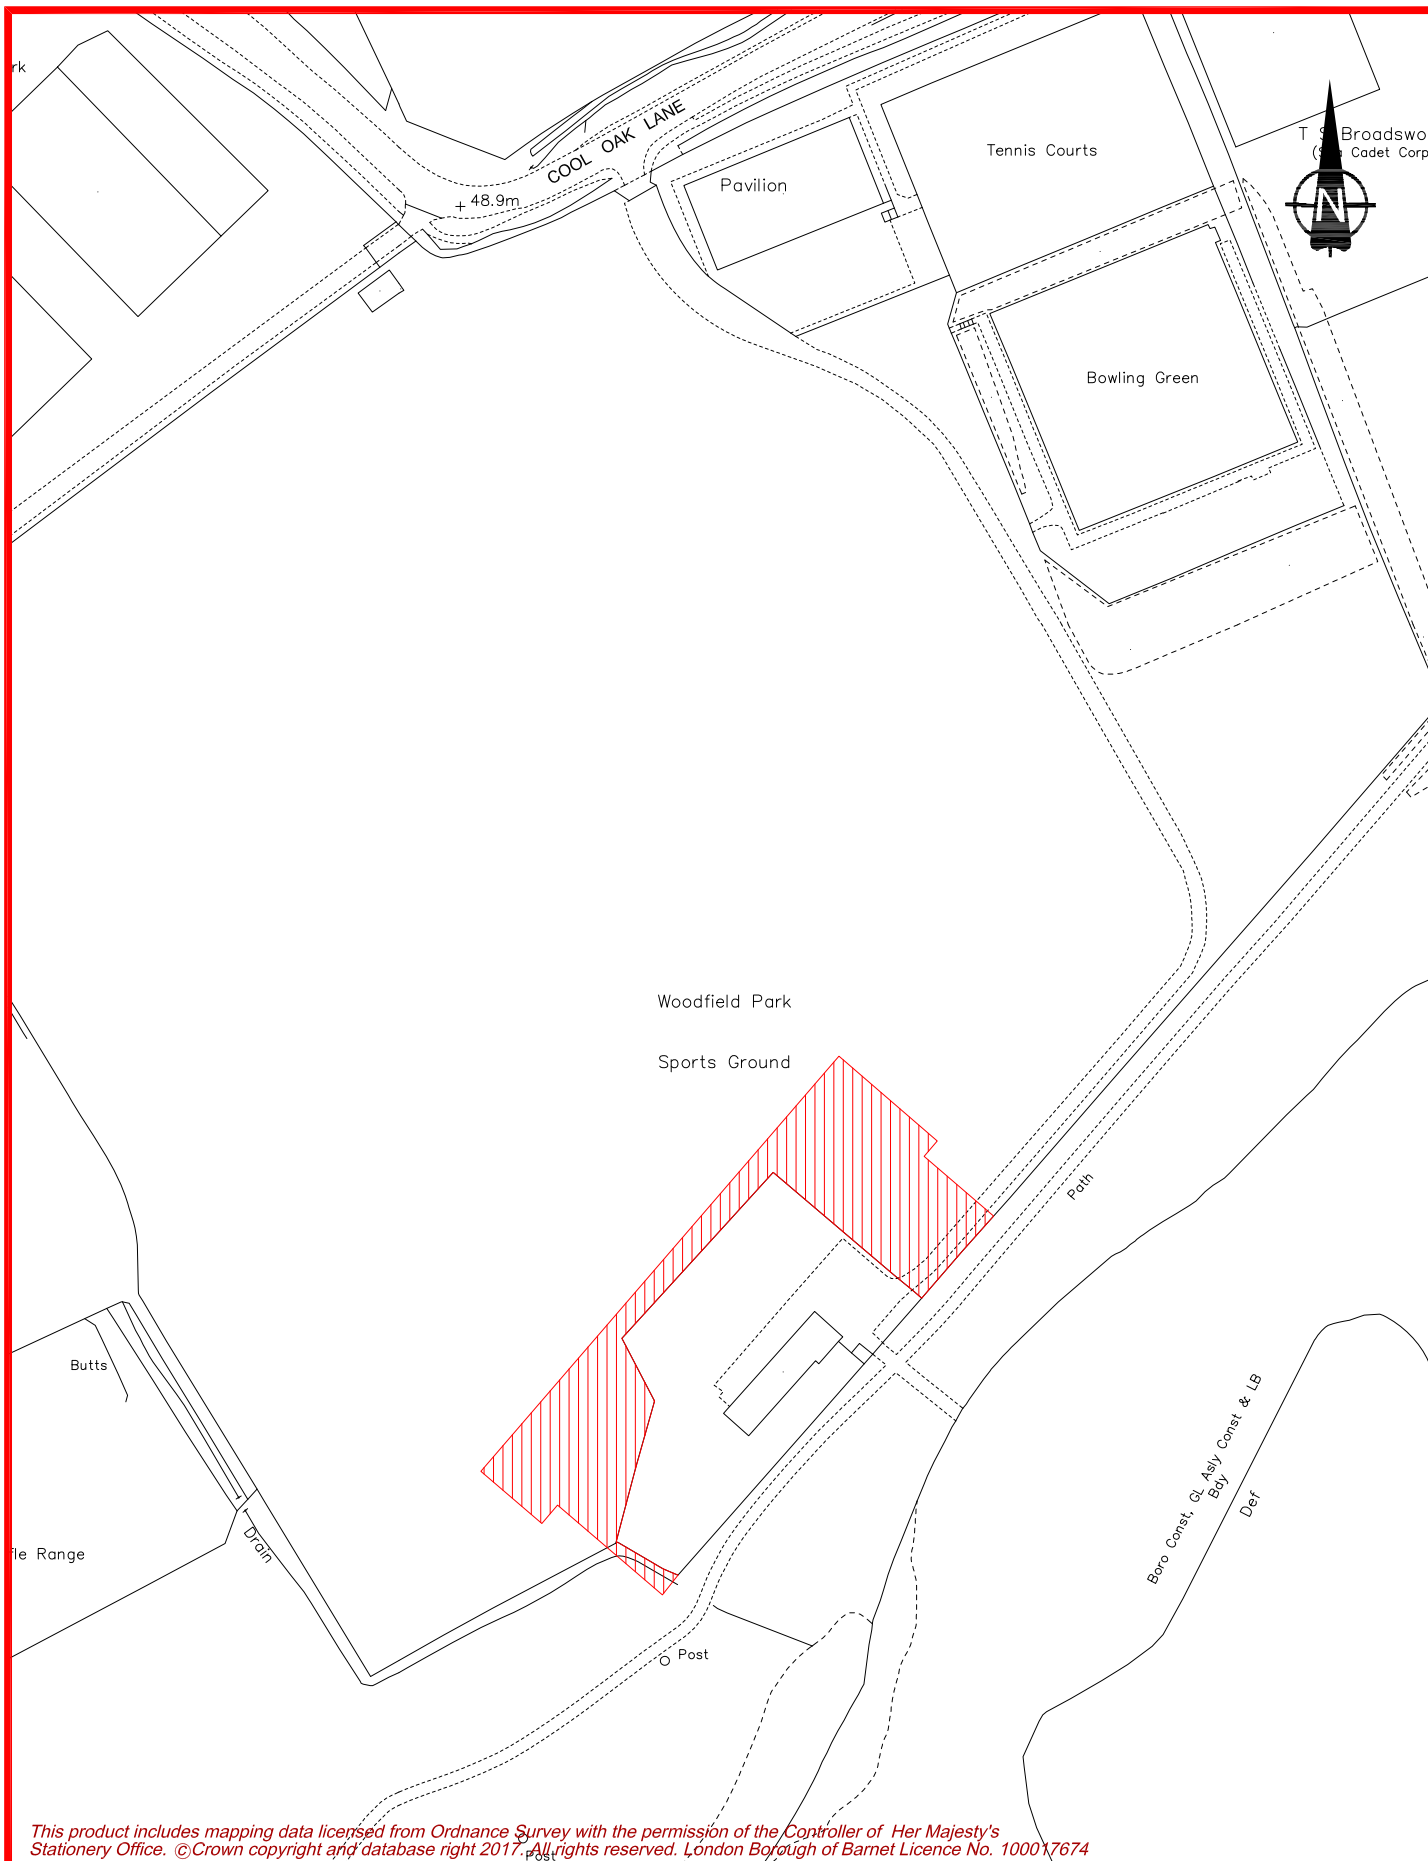 rk
COOL OAK LANE
48.9m
Pavilion
Tennis Courts
T S Broadswo
Cadet Corp
N
Bowling Green
Woodfield Park
Sports Ground
Path
Butts
Drain
fle Range
Boro Const, GL Asly Const & LB
Bdy
Def
Post
Post
This product includes mapping data licensed from Ordnance Survey with the permission of the Controller of Her Majesty's
Stationery Office. ©Crown copyright and database right 2017. All rights reserved. London Borough of Barnet Licence No. 100017674